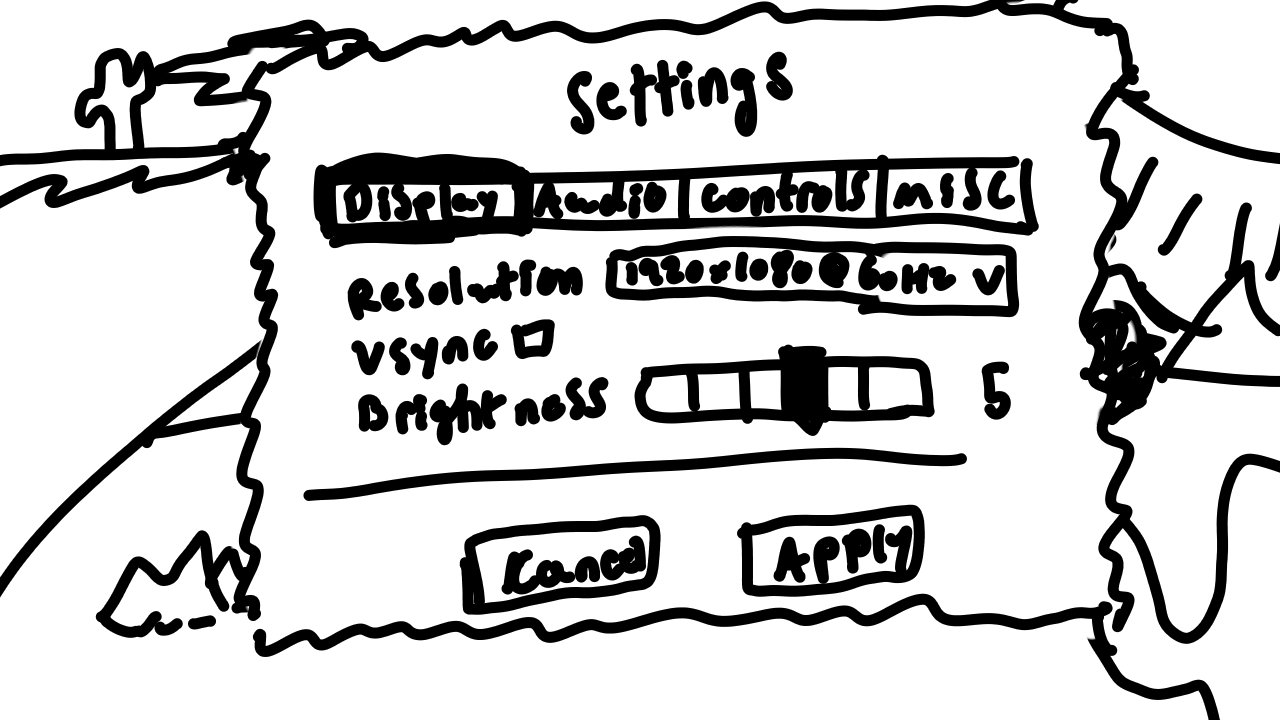 Settings
Display Audio Controls Misc
Resolution 1920x1080@60Hz V
Vsync
Brightness 5
Cancel Apply